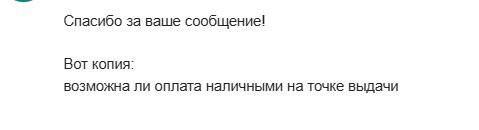 Спасибо за ваше сообщение!
Вот копия:
возможна ли оплата наличными на точке выдачи